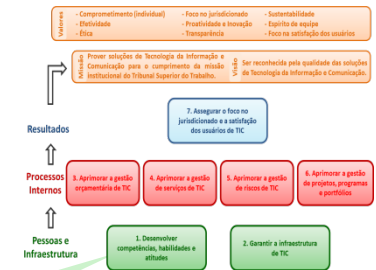 Valores
- Comprometimento (individual) - Foco no jurisdicionado - Sustentabilidade
- Efetividade - Proatividade e Inovação - Espírito de equipe
- Ética - Transparência - Foco na satisfação dos usuários
Missão
Prover soluções de Tecnologia da Informação e
Comunicação para o cumprimento da missão
institucional do Tribunal Superior do Trabalho.
Visão
Ser reconhecida pela qualidade das soluções
de Tecnologia da Informação e Comunicação.
Resultados
7. Assegurar o foco no
jurisdicionado e a satisfação
dos usuários de TIC
Processos
Internos
3. Aprimorar a gestão
orçamentária de TIC
4. Aprimorar a gestão
de serviços de TIC
5. Aprimorar a gestão
de riscos de TIC
6. Aprimorar a gestão
de projetos, programas
e portfólios
Pessoas e
Infraestrutura
1. Desenvolver
competências, habilidades e
atitudes
2. Garantir a infraestrutura
de TIC